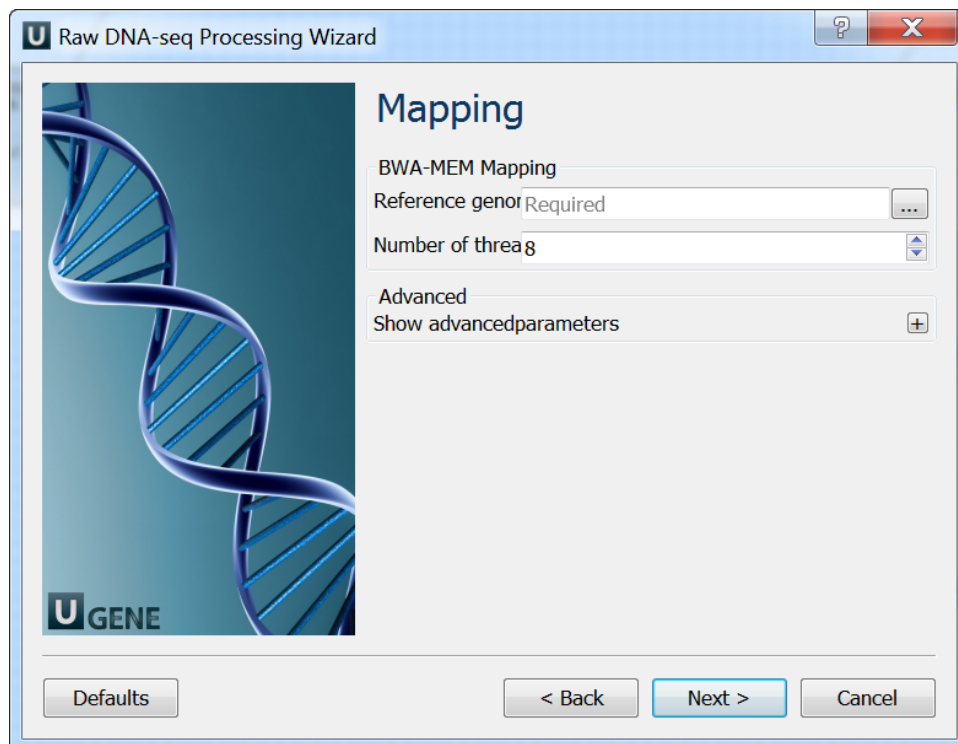 U Raw DNA-seq Processing Wizard
Mapping
BWA-MEM Mapping
Reference genor Required ...
Number of threa 8
Advanced
Show advancedparameters +
U GENE
Defaults < Back Next > Cancel